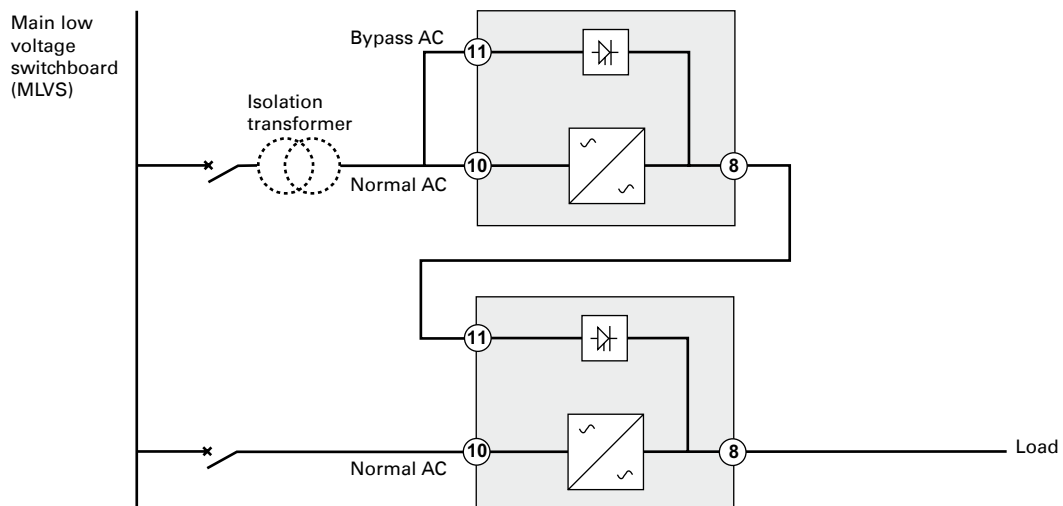 Main low
voltage
switchboard
(MLVS)
Bypass AC
11
Isolation
transformer
10
8
Normal AC
11
10
8
Load
Normal AC